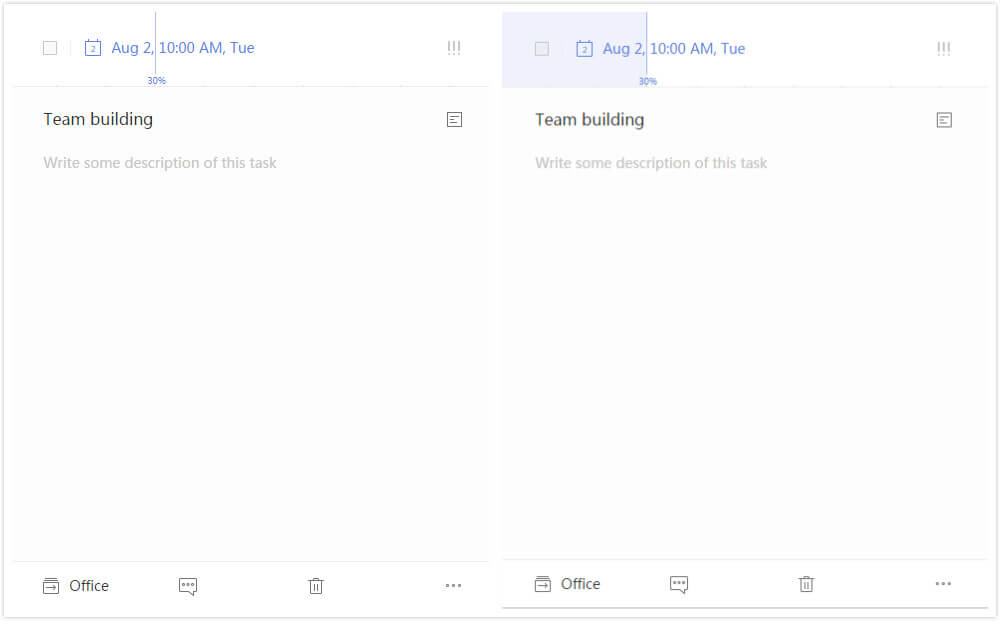 2 Aug 2, 10:00 AM, Tue
30%
Team building
Write some description of this task
Office
2 Aug 2, 10:00 AM, Tue
30%
Team building
Write some description of this task
Office